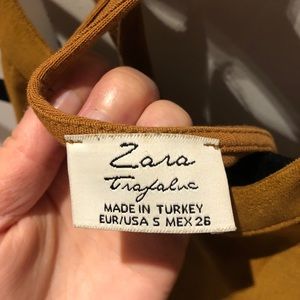 Zara
Trafaluc
MADE IN TURKEY
EUR/USA S MEX 26